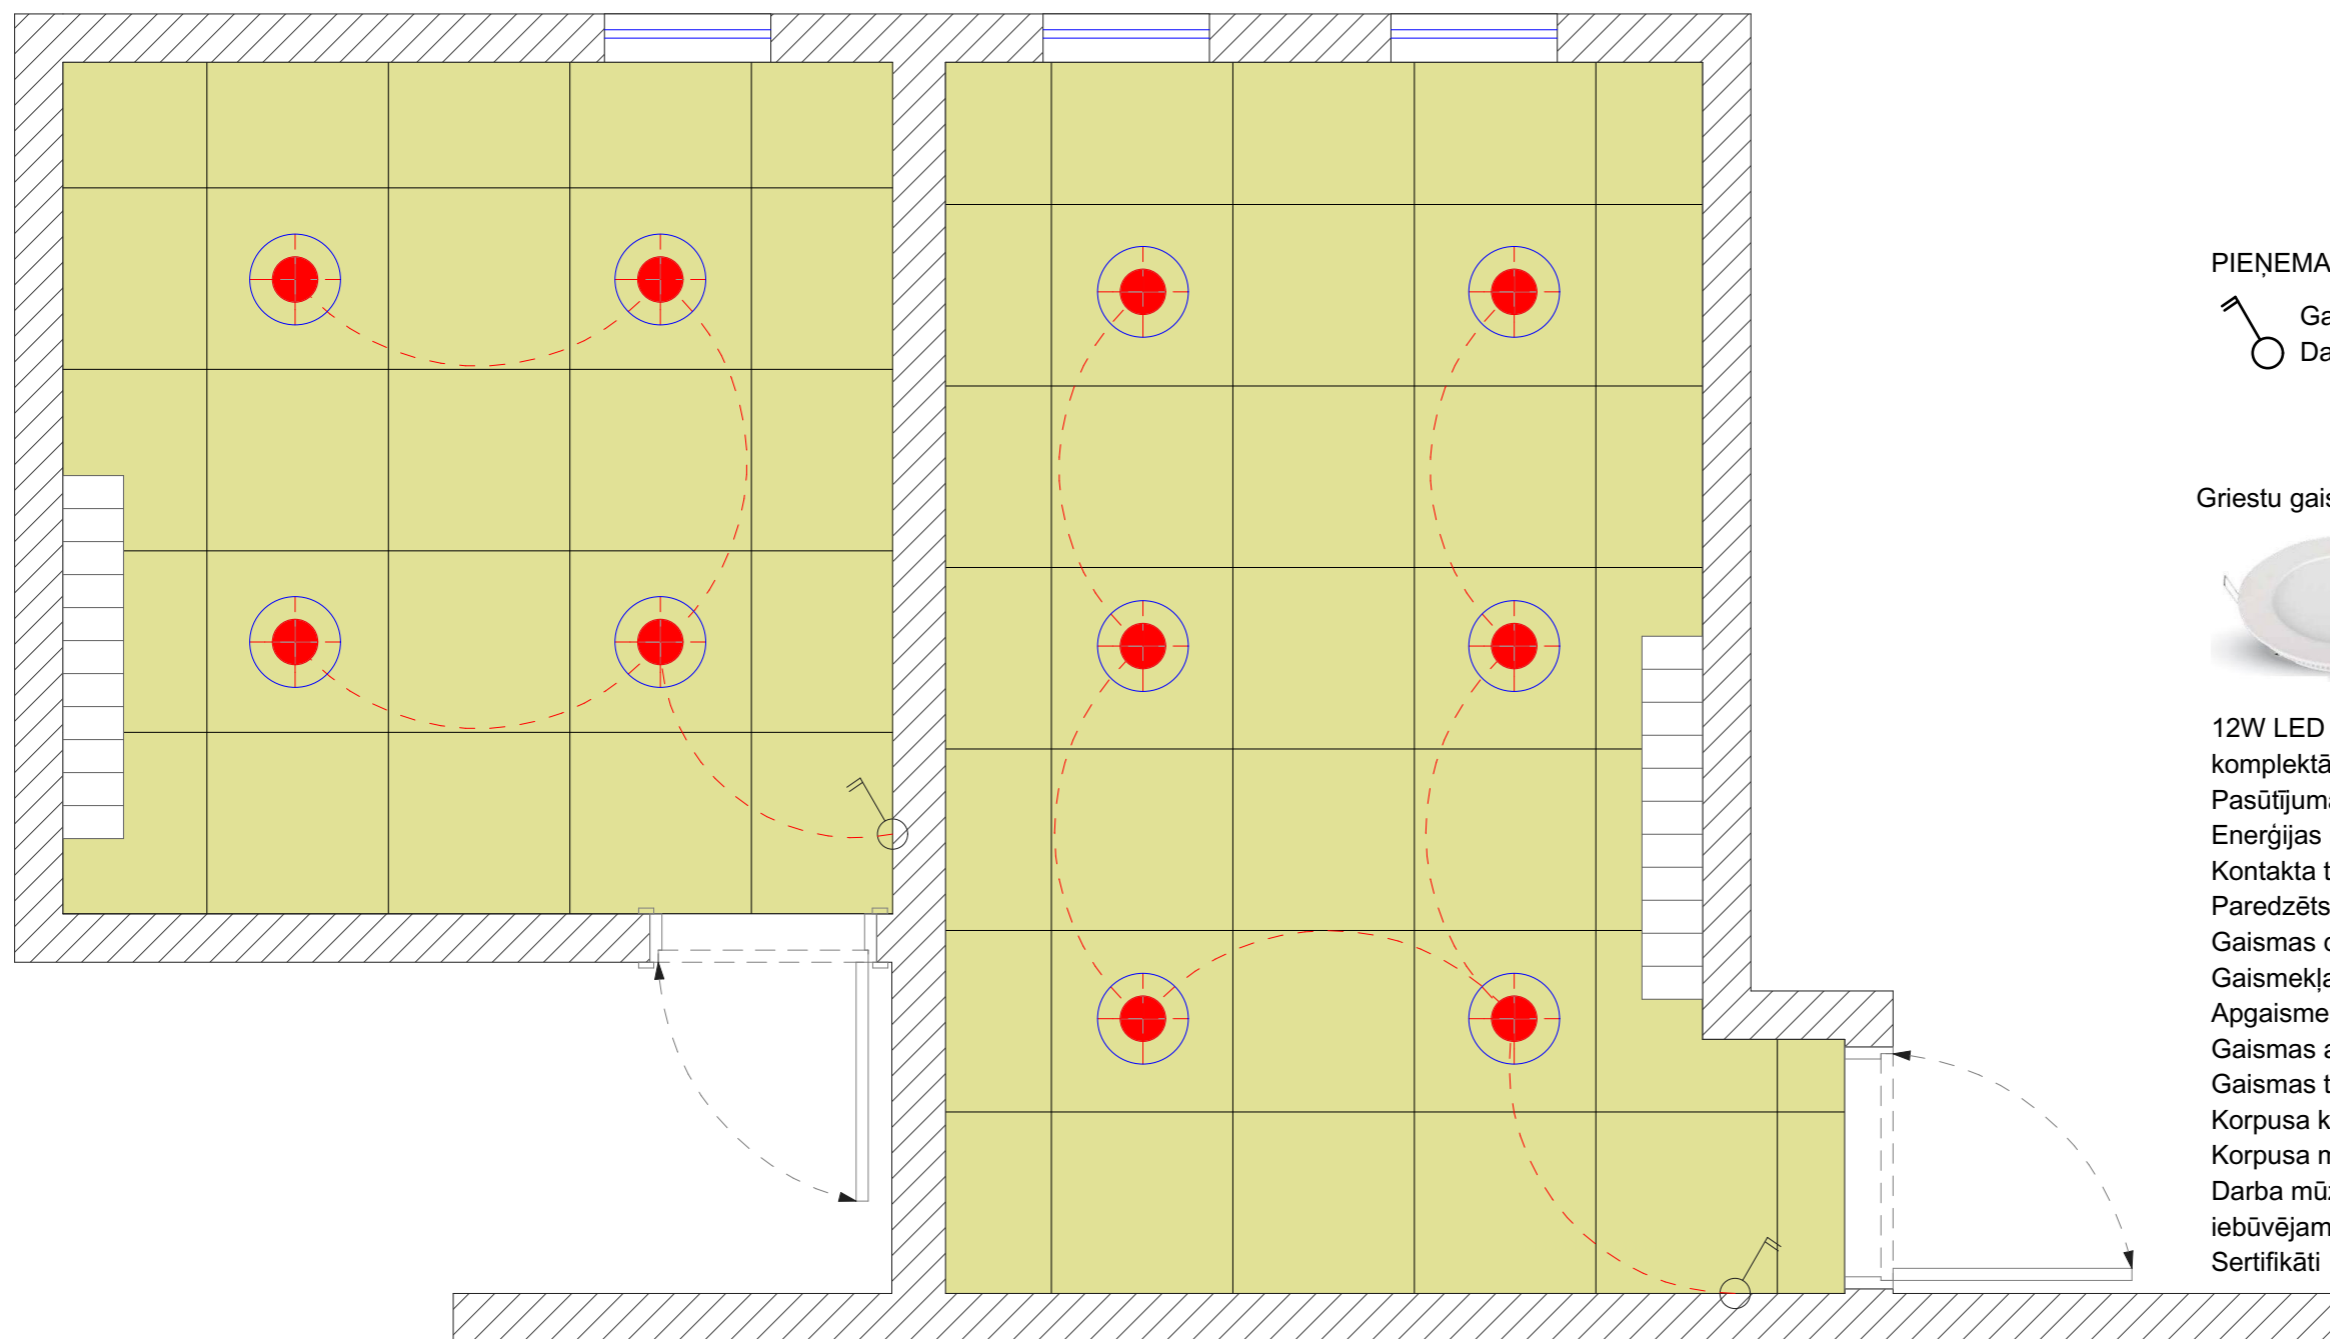 PIEŅEMA
Ga
Da
Griestu gais
12W LED
komplektā
Pasūtījuma
Enerģijas
Kontakta t
Paredzēts
Gaismas
Gaismekļa
Apgaisme
Gaismas a
Gaismas t
Korpusa k
Korpusa m
Darba mūž
iebūvējam
Sertifikāti